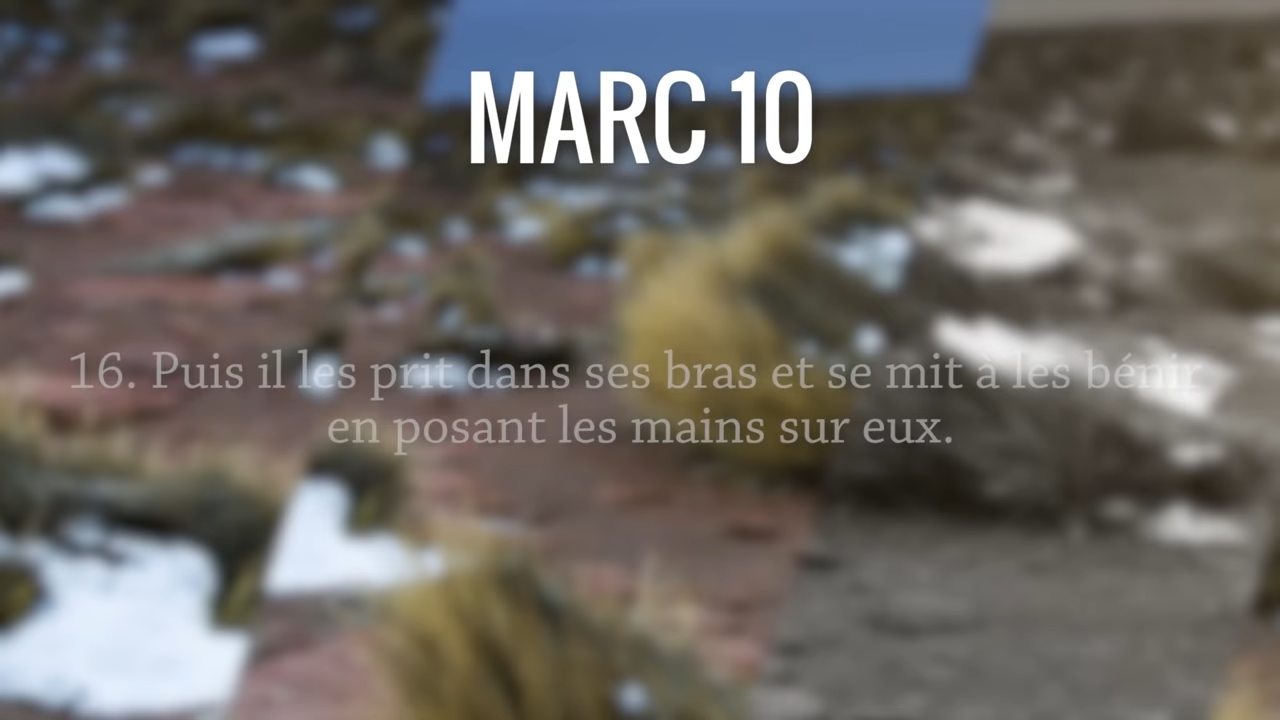 MARC 10
16. Puis il les prit dans ses bras et se mit à les bénir
en posant les mains sur eux.